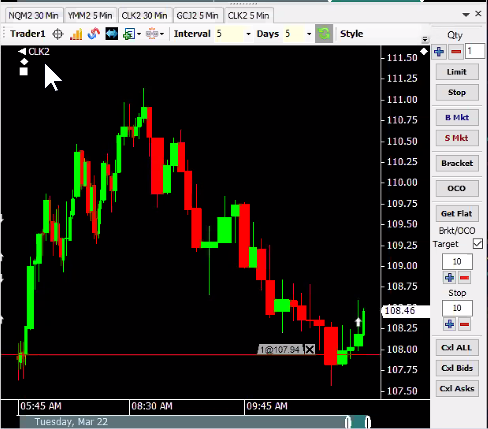 NQM2 30 Min YMM2 5 Min CLK2 30 Min GCJ2 5 Min CLK2 5 Min
Trader1 Interval 5 Days 5 Style
Qty
1
Limit
Stop
B Mkt
S Mkt
Bracket
OCO
Get Flat
Brkt/OCO
Target
10
Stop
10
Cxl ALL
Cxl Bids
Cxl Asks
CLK2
111.50
111.25
111.00
110.75
110.50
110.25
110.00
109.75
109.50
109.25
109.00
108.75
108.46
108.25
108.00
107.75
107.50
1@107.94
05:45 AM 08:30 AM 09:45 AM
Tuesday, Mar 22